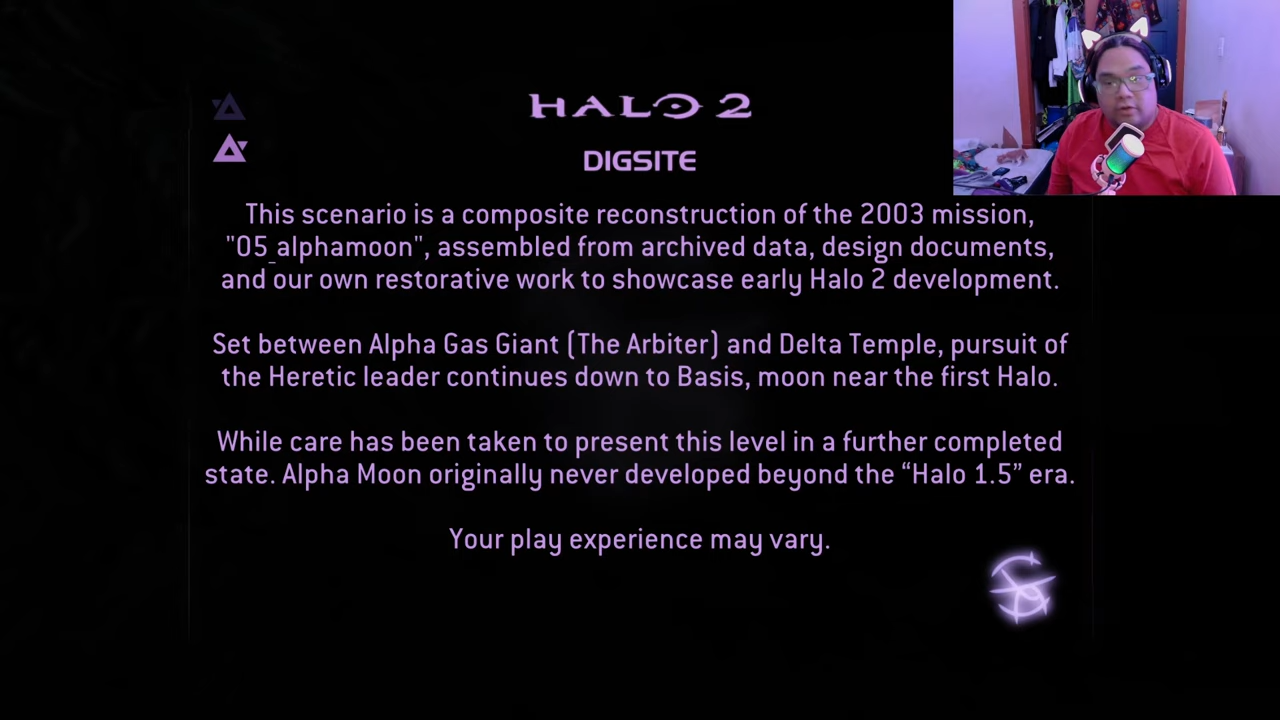 HALO 2
DIGSITE
This scenario is a composite reconstruction of the 2003 mission,
"05_alphamoon", assembled from archived data, design documents,
and our own restorative work to showcase early Halo 2 development.
Set between Alpha Gas Giant (The Arbiter) and Delta Temple, pursuit of
the Heretic leader continues down to Basis, moon near the first Halo.
While care has been taken to present this level in a further completed
state. Alpha Moon originally never developed beyond the “Halo 1.5” era.
Your play experience may vary.